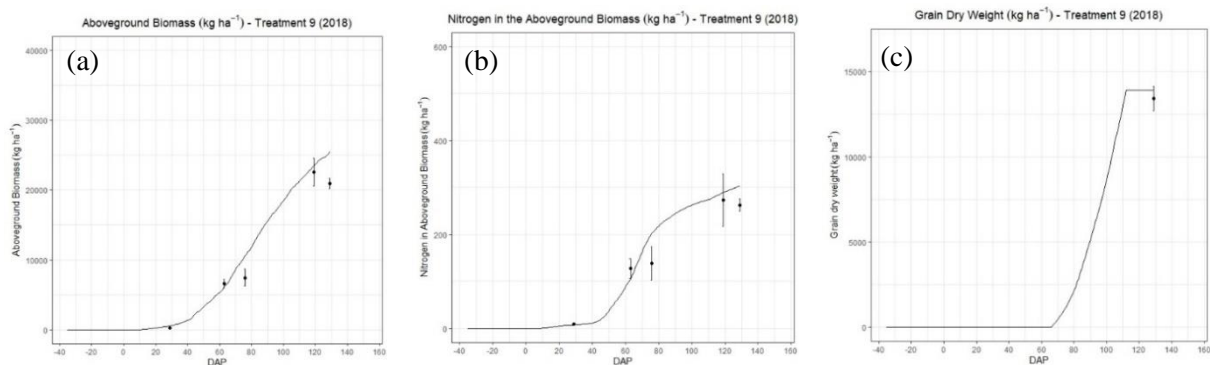 Aboveground Biomass (kg ha⁻¹) - Treatment 9 (2018)
(a)
Aboveground Biomass (kg ha⁻¹)
40000
30000
20000
10000
0
-40 -20 0 20 40 60 80 100 120 140 160
DAP
Nitrogen in the Aboveground Biomass (kg ha⁻¹) - Treatment 9 (2018)
(b)
Nitrogen in Aboveground Biomass (kg ha⁻¹)
600
400
200
0
-40 -20 0 20 40 60 80 100 120 140 160
DAP
Grain Dry Weight (kg ha⁻¹) - Treatment 9 (2018)
(c)
Grain dry weight (kg ha⁻¹)
15000
10000
5000
0
-40 -20 0 20 40 60 80 100 120 140 160
DAP